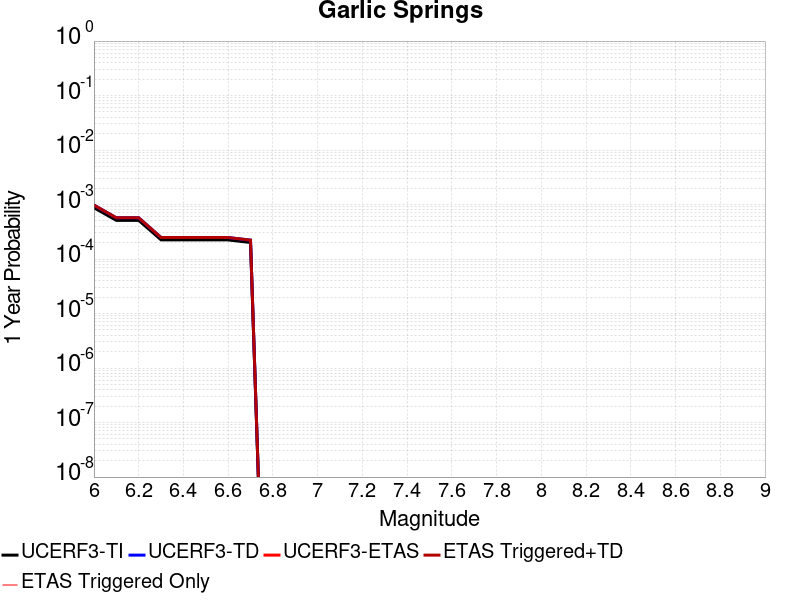 Garlic Springs
10^0
10^-1
10^-2
10^-3
10^-4
10^-5
10^-6
10^-7
10^-8
1 Year Probability
6 6.2 6.4 6.6 6.8 7 7.2 7.4 7.6 7.8 8 8.2 8.4 8.6 8.8 9
Magnitude
UCERF3-TI UCERF3-TD UCERF3-ETAS ETAS Triggered+TD
ETAS Triggered Only